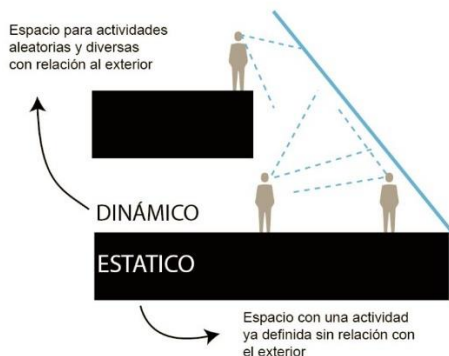 Espacio para actividades
aleatorias y diversas
con relación al exterior
DINÁMICO
ESTATICO
Espacio con una actividad
ya definida sin relación con
el exterior